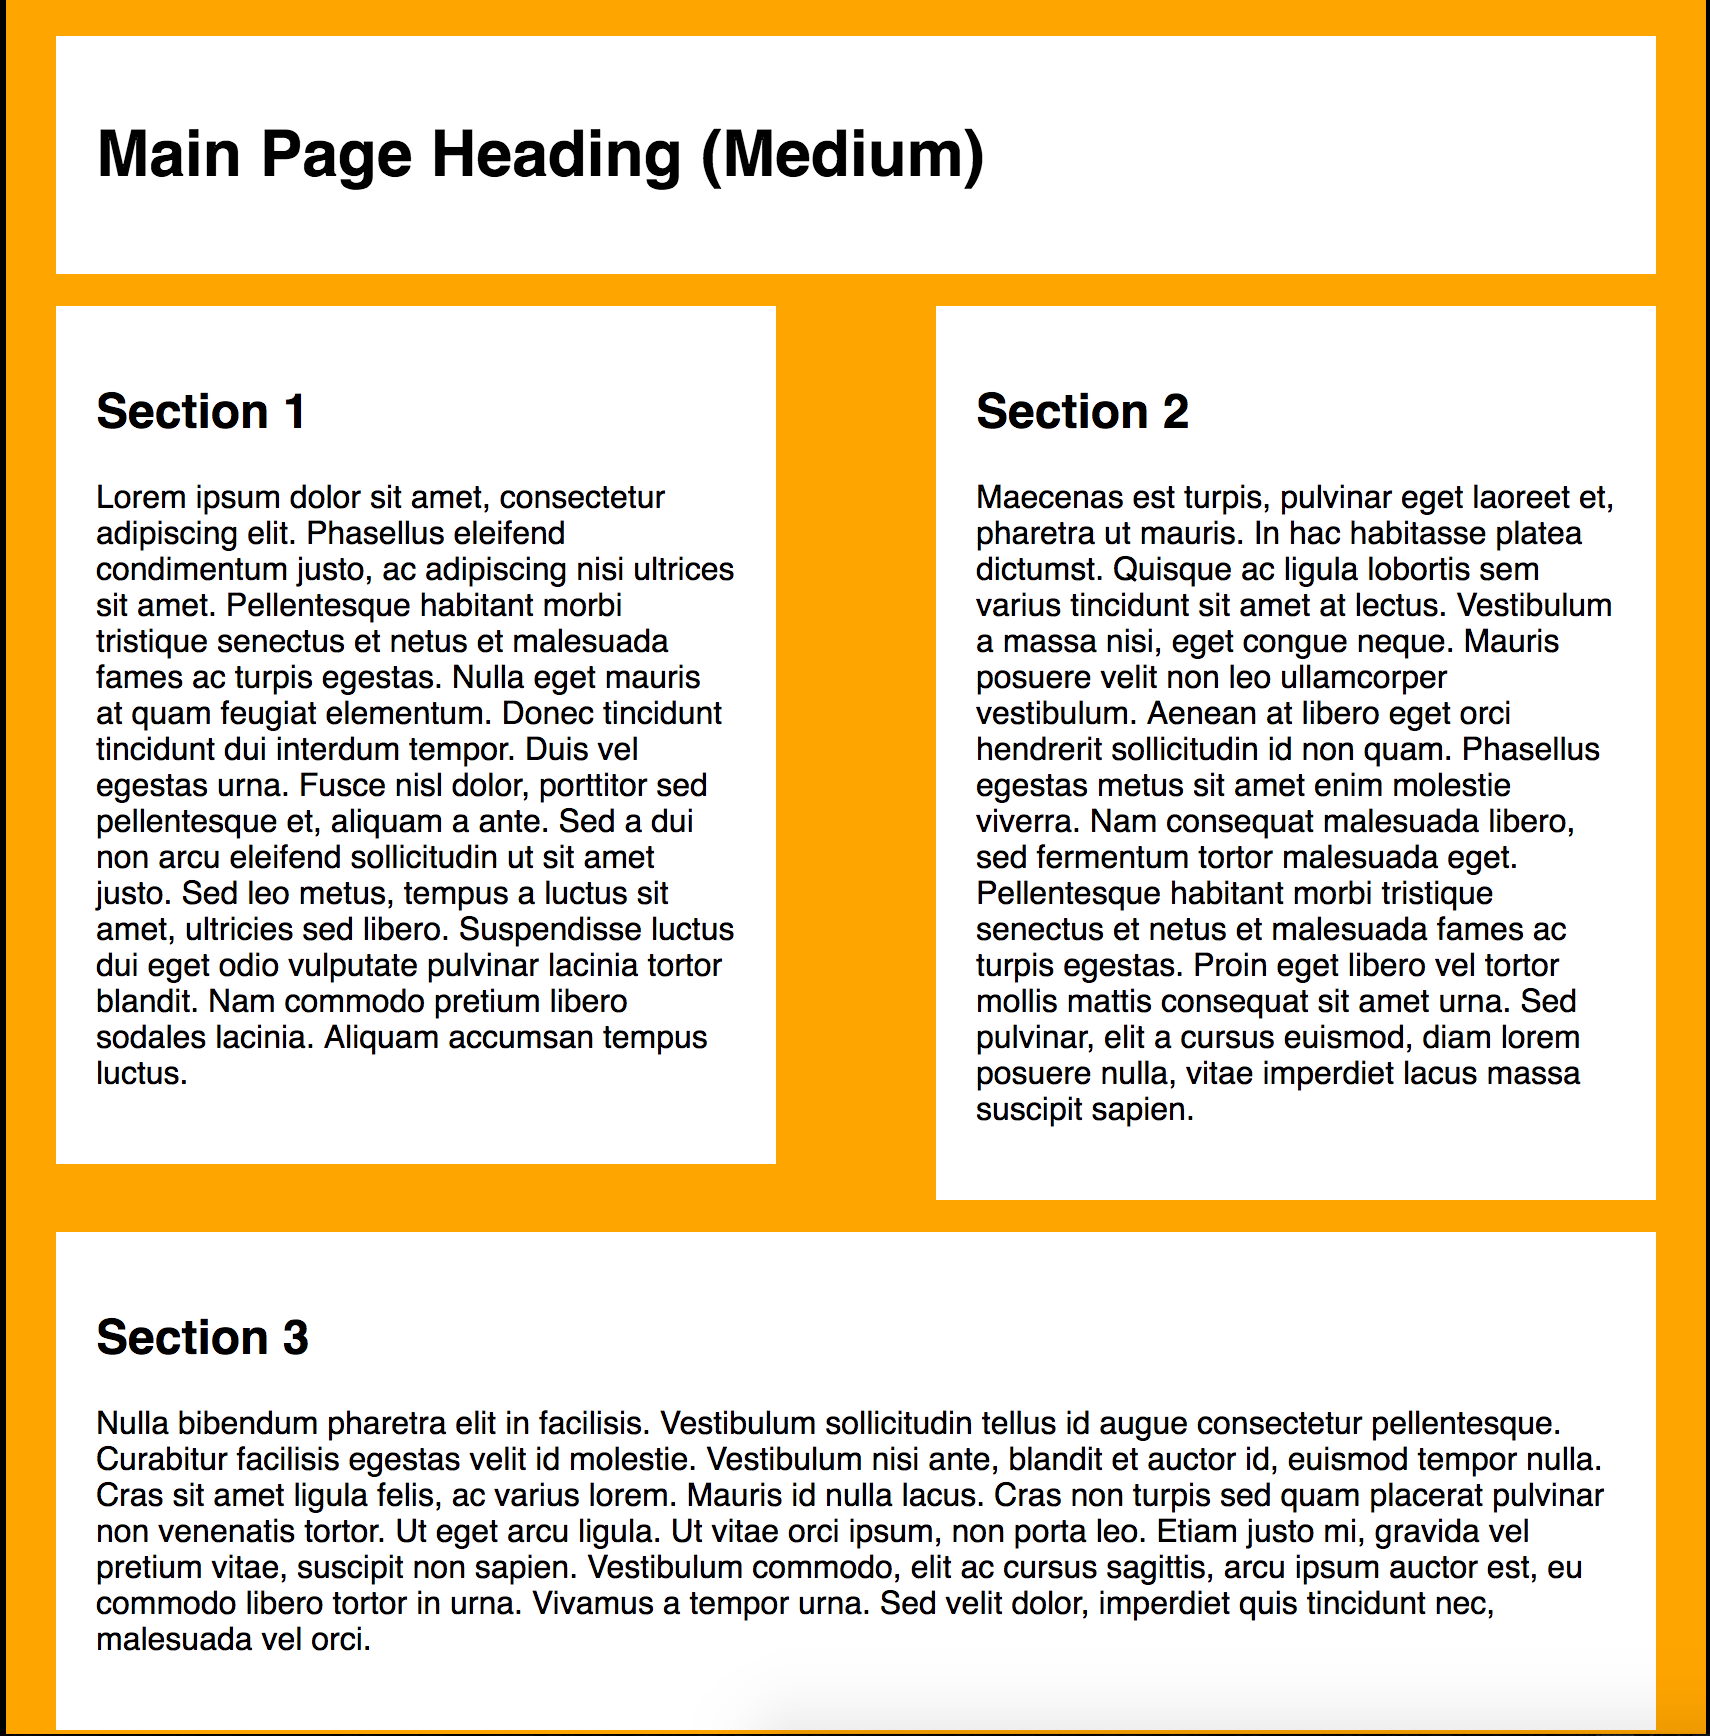 Main Page Heading (Medium)
Section 1
Lorem ipsum dolor sit amet, consectetur
adipiscing elit. Phasellus eleifend
condimentum justo, ac adipiscing nisi ultrices
sit amet. Pellentesque habitant morbi
tristique senectus et netus et malesuada
fames ac turpis egestas. Nulla eget mauris
at quam feugiat elementum. Donec tincidunt
tincidunt dui interdum tempor. Duis vel
egestas urna. Fusce nisl dolor, porttitor sed
pellentesque et, aliquam a ante. Sed a dui
non arcu eleifend sollicitudin ut sit amet
justo. Sed leo metus, tempus a luctus sit
amet, ultricies sed libero. Suspendisse luctus
dui eget odio vulputate pulvinar lacinia tortor
blandit. Nam commodo pretium libero
sodales lacinia. Aliquam accumsan tempus
luctus.
Section 2
Maecenas est turpis, pulvinar eget laoreet et,
pharetra ut mauris. In hac habitasse platea
dictumst. Quisque ac ligula lobortis sem
varius tincidunt sit amet at lectus. Vestibulum
a massa nisi, eget congue neque. Mauris
posuere velit non leo ullamcorper
vestibulum. Aenean at libero eget orci
hendrerit sollicitudin id non quam. Phasellus
egestas metus sit amet enim molestie
viverra. Nam consequat malesuada libero,
sed fermentum tortor malesuada eget.
Pellentesque habitant morbi tristique
senectus et netus et malesuada fames ac
turpis egestas. Proin eget libero vel tortor
mollis mattis consequat sit amet urna. Sed
pulvinar, elit a cursus euismod, diam lorem
posuere nulla, vitae imperdiet lacus massa
suscipit sapien.
Section 3
Nulla bibendum pharetra elit in facilisis. Vestibulum sollicitudin tellus id augue consectetur pellentesque.
Curabitur facilisis egestas velit id molestie. Vestibulum nisi ante, blandit et auctor id, euismod tempor nulla.
Cras sit amet ligula felis, ac varius lorem. Mauris id nulla lacus. Cras non turpis sed quam placerat pulvinar
non venenatis tortor. Ut eget arcu ligula. Ut vitae orci ipsum, non porta leo. Etiam justo mi, gravida vel
pretium vitae, suscipit non sapien. Vestibulum commodo, elit ac cursus sagittis, arcu ipsum auctor est, eu
commodo libero tortor in urna. Vivamus a tempor urna. Sed velit dolor, imperdiet quis tincidunt nec,
malesuada vel orci.